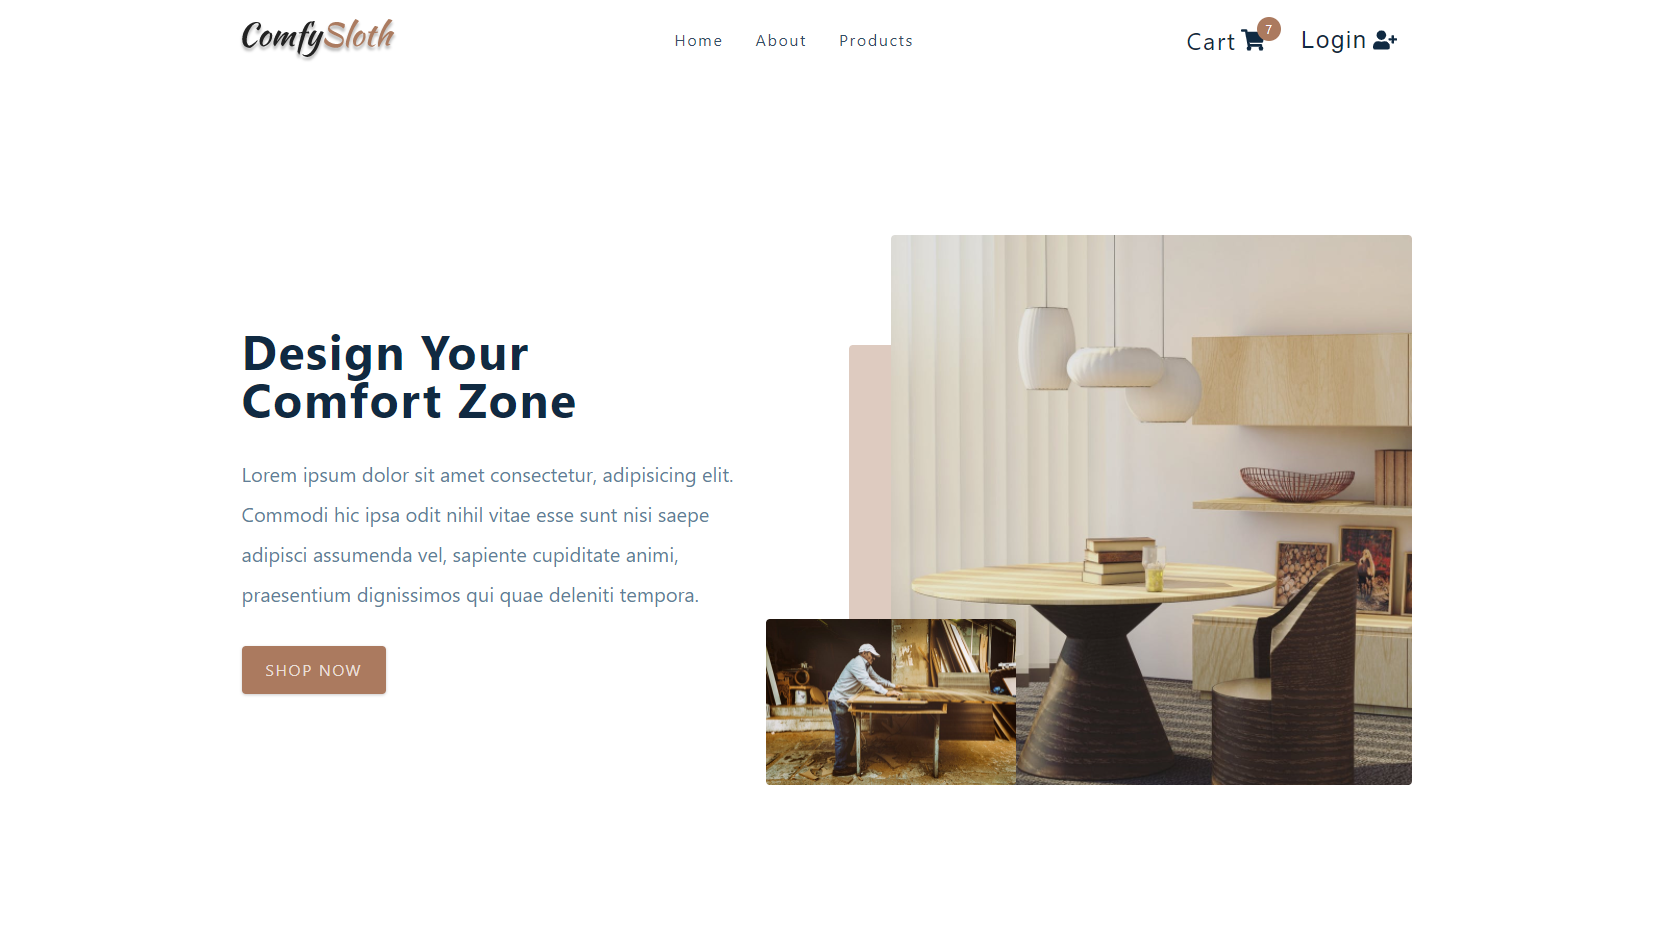 ComfySloth
Home About Products
Cart 7 Login
Design Your
Comfort Zone
Lorem ipsum dolor sit amet consectetur, adipisicing elit.
Commodi hic ipsa odit nihil vitae esse sunt nisi saepe
adipisci assumenda vel, sapiente cupiditate animi,
praesentium dignissimos qui quae deleniti tempora.
SHOP NOW